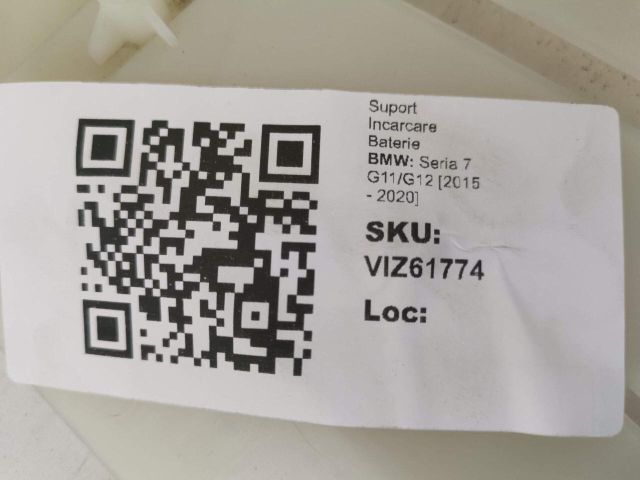 Suport
Incarcare
Baterie
BMW: Seria 7
G11/G12 [2015
- 2020]
SKU:
VIZ61774
Loc: